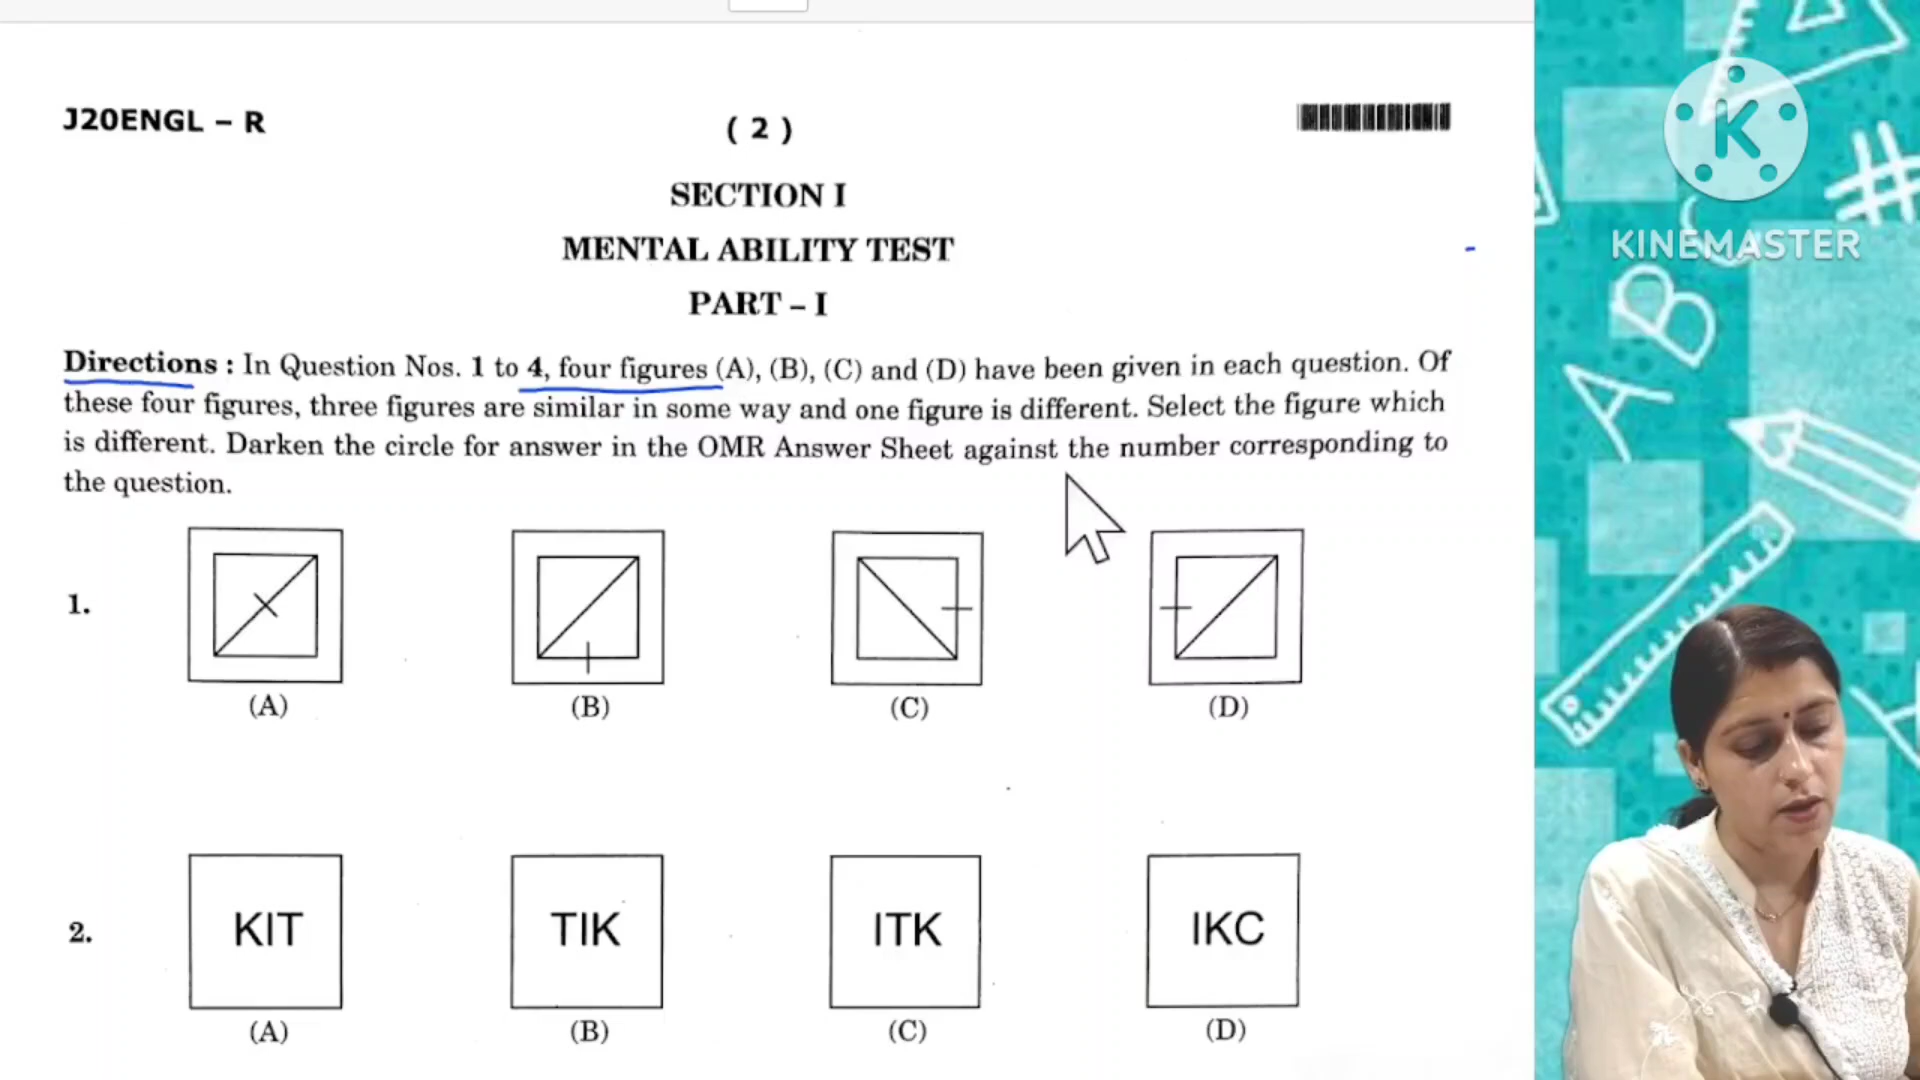 J20ENGL – R
( 2 )
SECTION I
MENTAL ABILITY TEST
PART – I
Directions : In Question Nos. 1 to 4, four figures (A), (B), (C) and (D) have been given in each question. Of
these four figures, three figures are similar in some way and one figure is different. Select the figure which
is different. Darken the circle for answer in the OMR Answer Sheet against the number corresponding to
the question.
1.
(A) (B) (C) (D)
2.
KIT TIK ITK IKC
(A) (B) (C) (D)
K
KINEMASTER
A B C
#